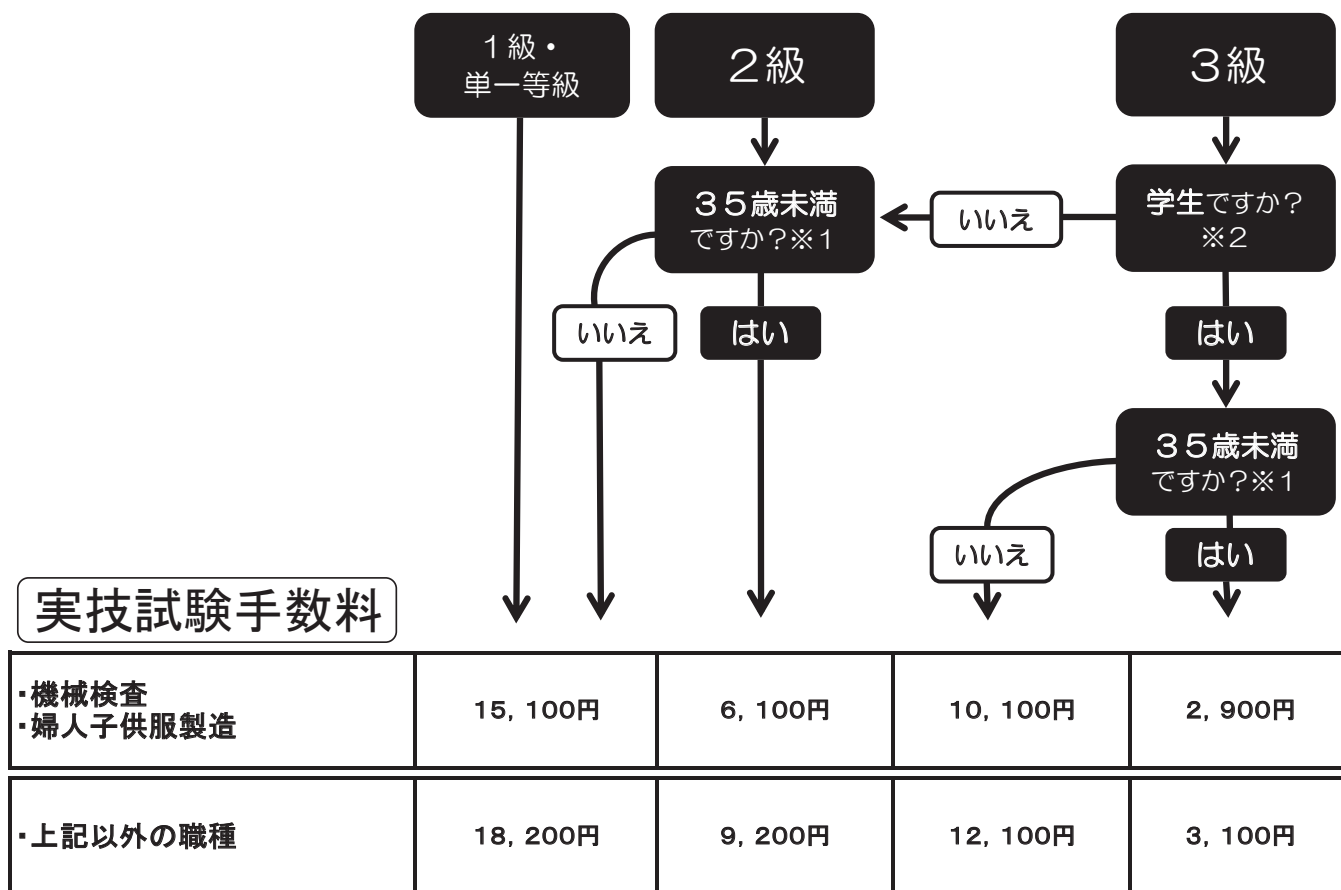 １級・
単一等級
２級
３級
３５歳未満
ですか？※１
いいえ
学生ですか？
※２
いいえ
はい
はい
３５歳未満
ですか？※１
いいえ
はい
実技試験手数料
・機械検査
・婦人子供服製造
15, 100円
6, 100円
10, 100円
2, 900円
・上記以外の職種
18, 200円
9, 200円
12, 100円
3, 100円